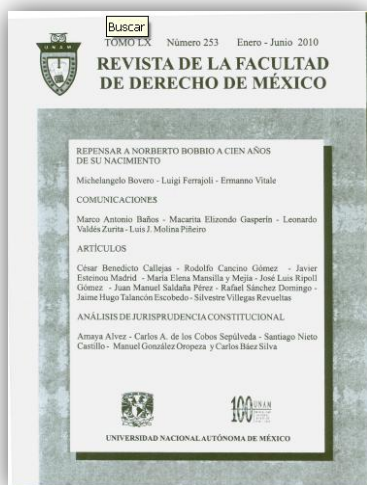 Buscar
UNAM
TOMO LX Número 253 Enero - Junio 2010
REVISTA DE LA FACULTAD
DE DERECHO DE MÉXICO
REPENSAR A NORBERTO BOBBIO A CIEN AÑOS
DE SU NACIMIENTO
Michelangelo Bovero - Luigi Ferrajoli - Ermanno Vitale
COMUNICACIONES
Marco Antonio Baños - Macarita Elizondo Gasperín - Leonardo
Valdés Zurita - Luis J. Molina Piñeiro
ARTÍCULOS
César Benedicto Callejas - Rodolfo Cancino Gómez - Javier
Esteinou Madrid - María Elena Mansilla y Mejía - José Luis Ripoll
Gómez - Juan Manuel Saldaña Pérez - Rafael Sánchez Domingo -
Jaime Hugo Talancón Escobedo - Silvestre Villegas Revueltas
ANÁLISIS DE JURISPRUDENCIA CONSTITUCIONAL
Amaya Alvez - Carlos A. de los Cobos Sepúlveda - Santiago Nieto
Castillo - Manuel González Oropeza y Carlos Báez Silva
100 UNAM
UNIVERSIDAD NACIONAL AUTÓNOMA DE MÉXICO